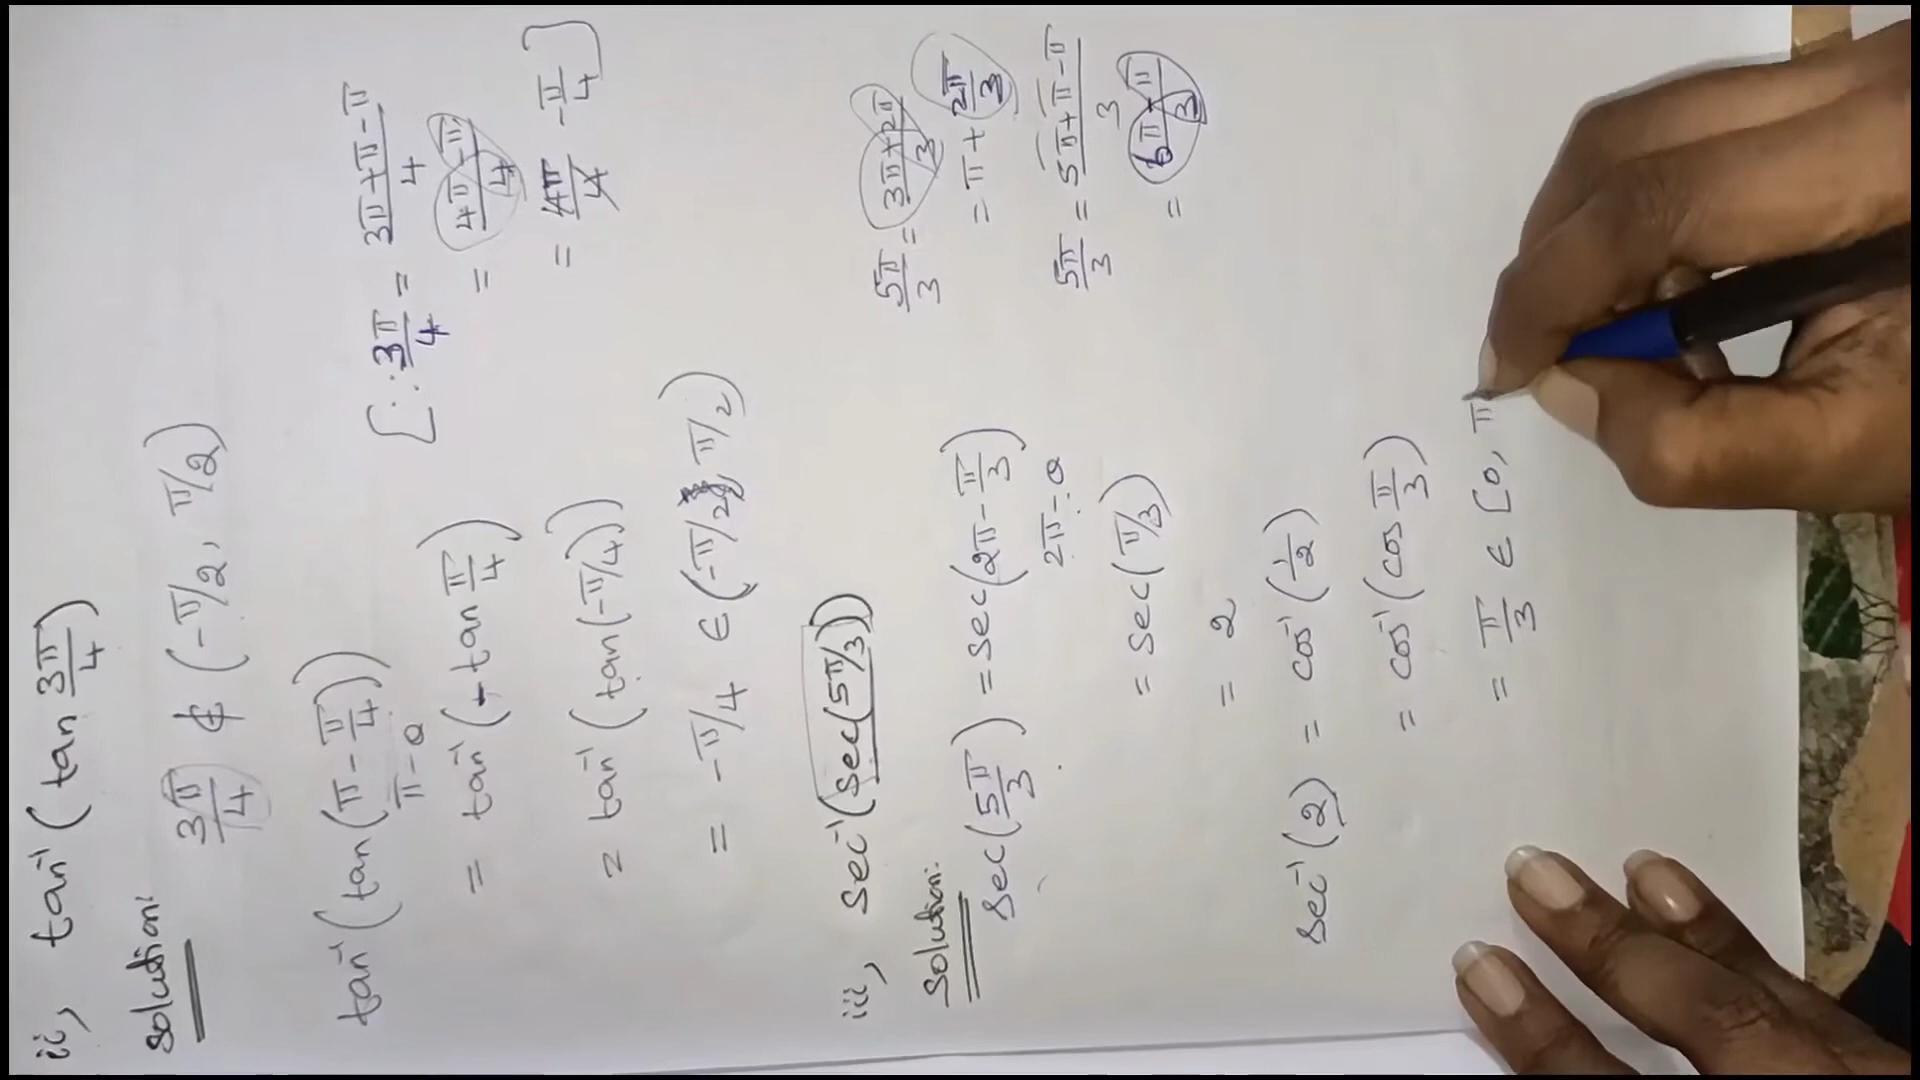 ii, tan⁻¹ ( tan 3π/4 )
Solution:
3π/4 ∉ ( -π/2 , π/2 )
tan⁻¹ ( tan ( π - π/4 ))
π - θ
= tan⁻¹ ( - tan π/4 )
= tan⁻¹ ( tan ( -π/4 ))
= -π/4 ∈ ( -π/2, π/2 )
[∴ 3π/4 = 3π+π-π/4
= 4π-π/4
= 4π/4 - π/4 ]
iii, Sec⁻¹ ( Sec ( 5π/3 ))
Solution:
Sec ( 5π/3 ) = Sec ( 2π - π/3 )
2π - θ
= Sec ( π/3 )
= 2
Sec⁻¹ ( 2 ) = cos⁻¹ ( 1/2 )
= cos⁻¹ ( cos π/3 )
= π/3 ∈ [ 0, π
5π/3 = 3π+2π/3
= π + 2π/3
5π/3 = 5π+π-π/3
= 6π-π/3